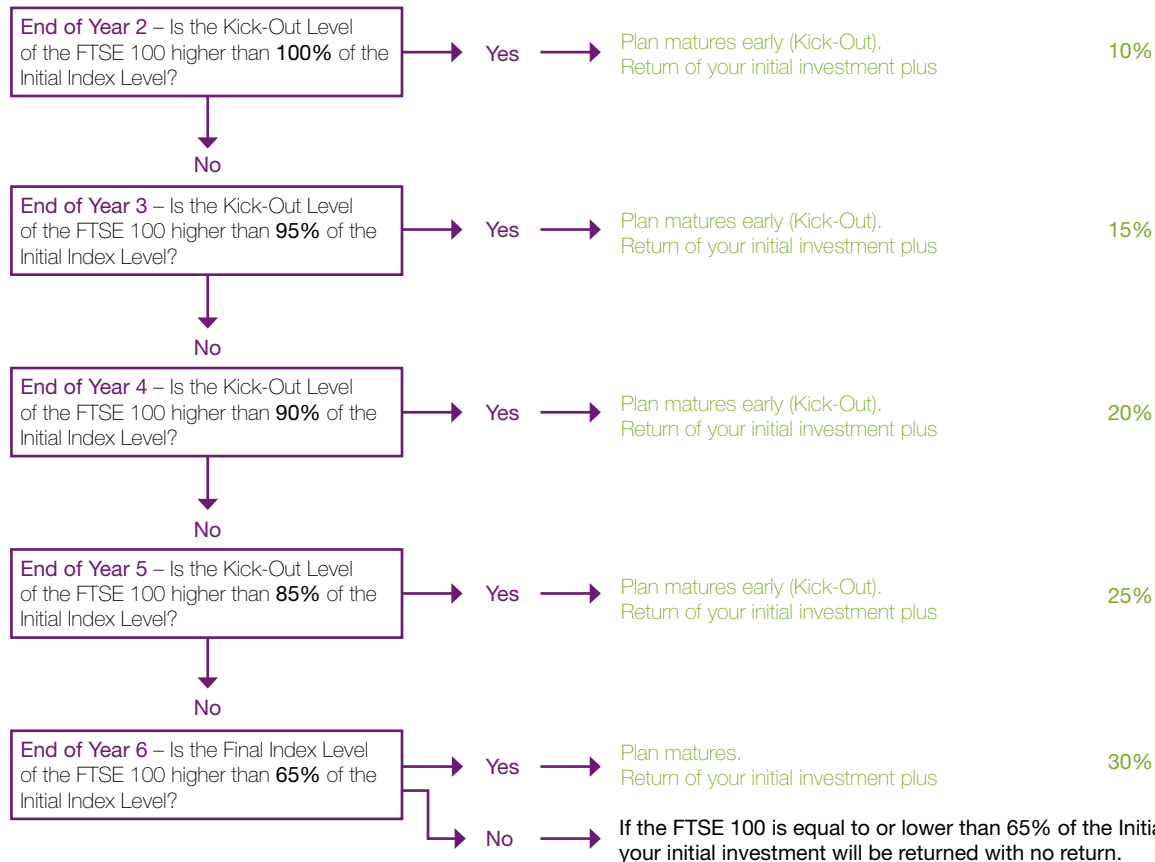 End of Year 2 – Is the Kick-Out Level
of the FTSE 100 higher than 100% of the
Initial Index Level?
Yes
Plan matures early (Kick-Out).
Return of your initial investment plus
10%
No
End of Year 3 – Is the Kick-Out Level
of the FTSE 100 higher than 95% of the
Initial Index Level?
Yes
Plan matures early (Kick-Out).
Return of your initial investment plus
15%
No
End of Year 4 – Is the Kick-Out Level
of the FTSE 100 higher than 90% of the
Initial Index Level?
Yes
Plan matures early (Kick-Out).
Return of your initial investment plus
20%
No
End of Year 5 – Is the Kick-Out Level
of the FTSE 100 higher than 85% of the
Initial Index Level?
Yes
Plan matures early (Kick-Out).
Return of your initial investment plus
25%
No
End of Year 6 – Is the Final Index Level
of the FTSE 100 higher than 65% of the
Initial Index Level?
Yes
Plan matures.
Return of your initial investment plus
30%
No
If the FTSE 100 is equal to or lower than 65% of the Initia
your initial investment will be returned with no return.